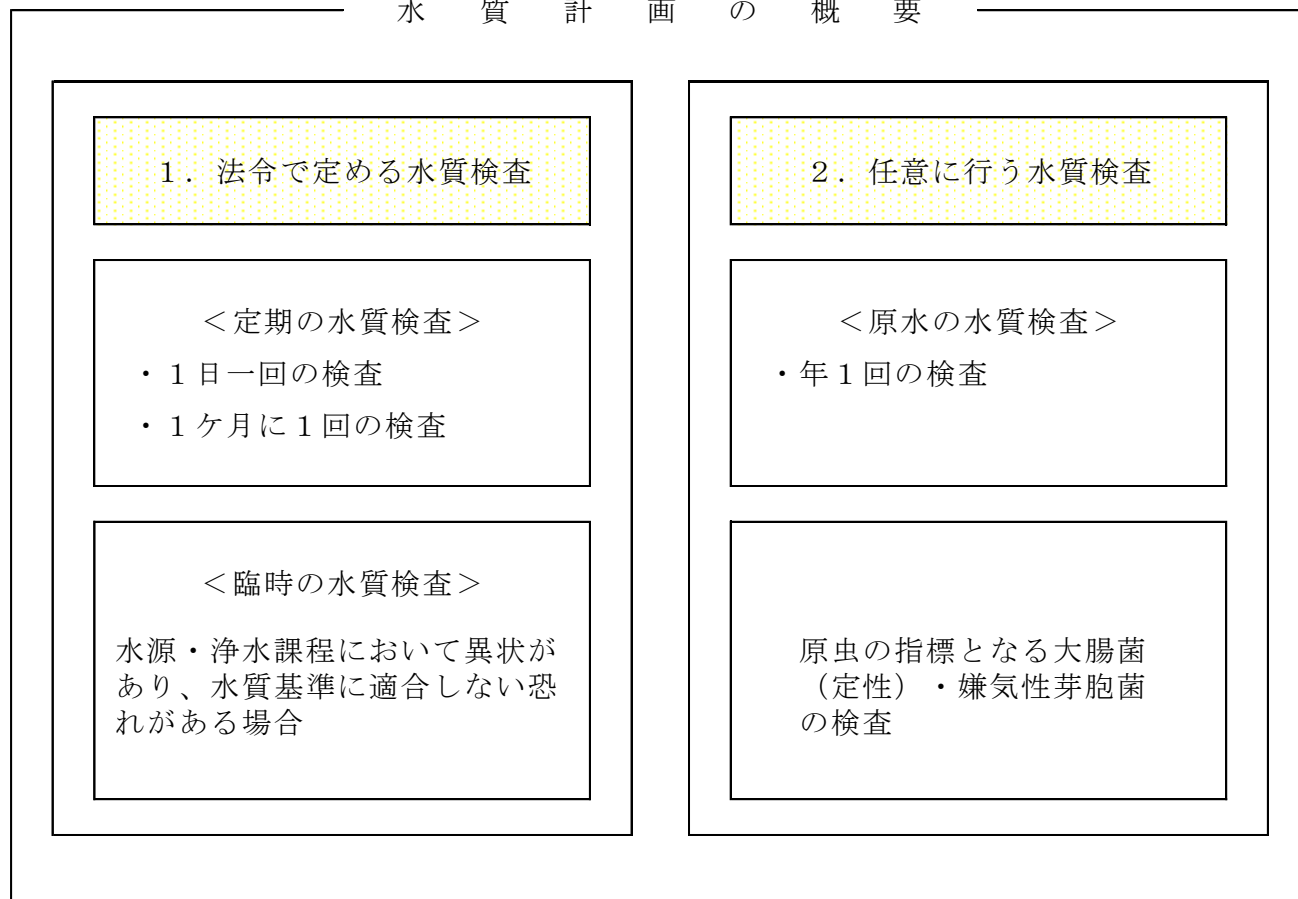 水質計画の概要
１．法令で定める水質検査
＜定期の水質検査＞
・１日一回の検査
・１ケ月に１回の検査
＜臨時の水質検査＞
水源・浄水課程において異状が
あり、水質基準に適合しない恐
れがある場合
２．任意に行う水質検査
＜原水の水質検査＞
・年１回の検査
原虫の指標となる大腸菌
（定性）・嫌気性芽胞菌
の検査